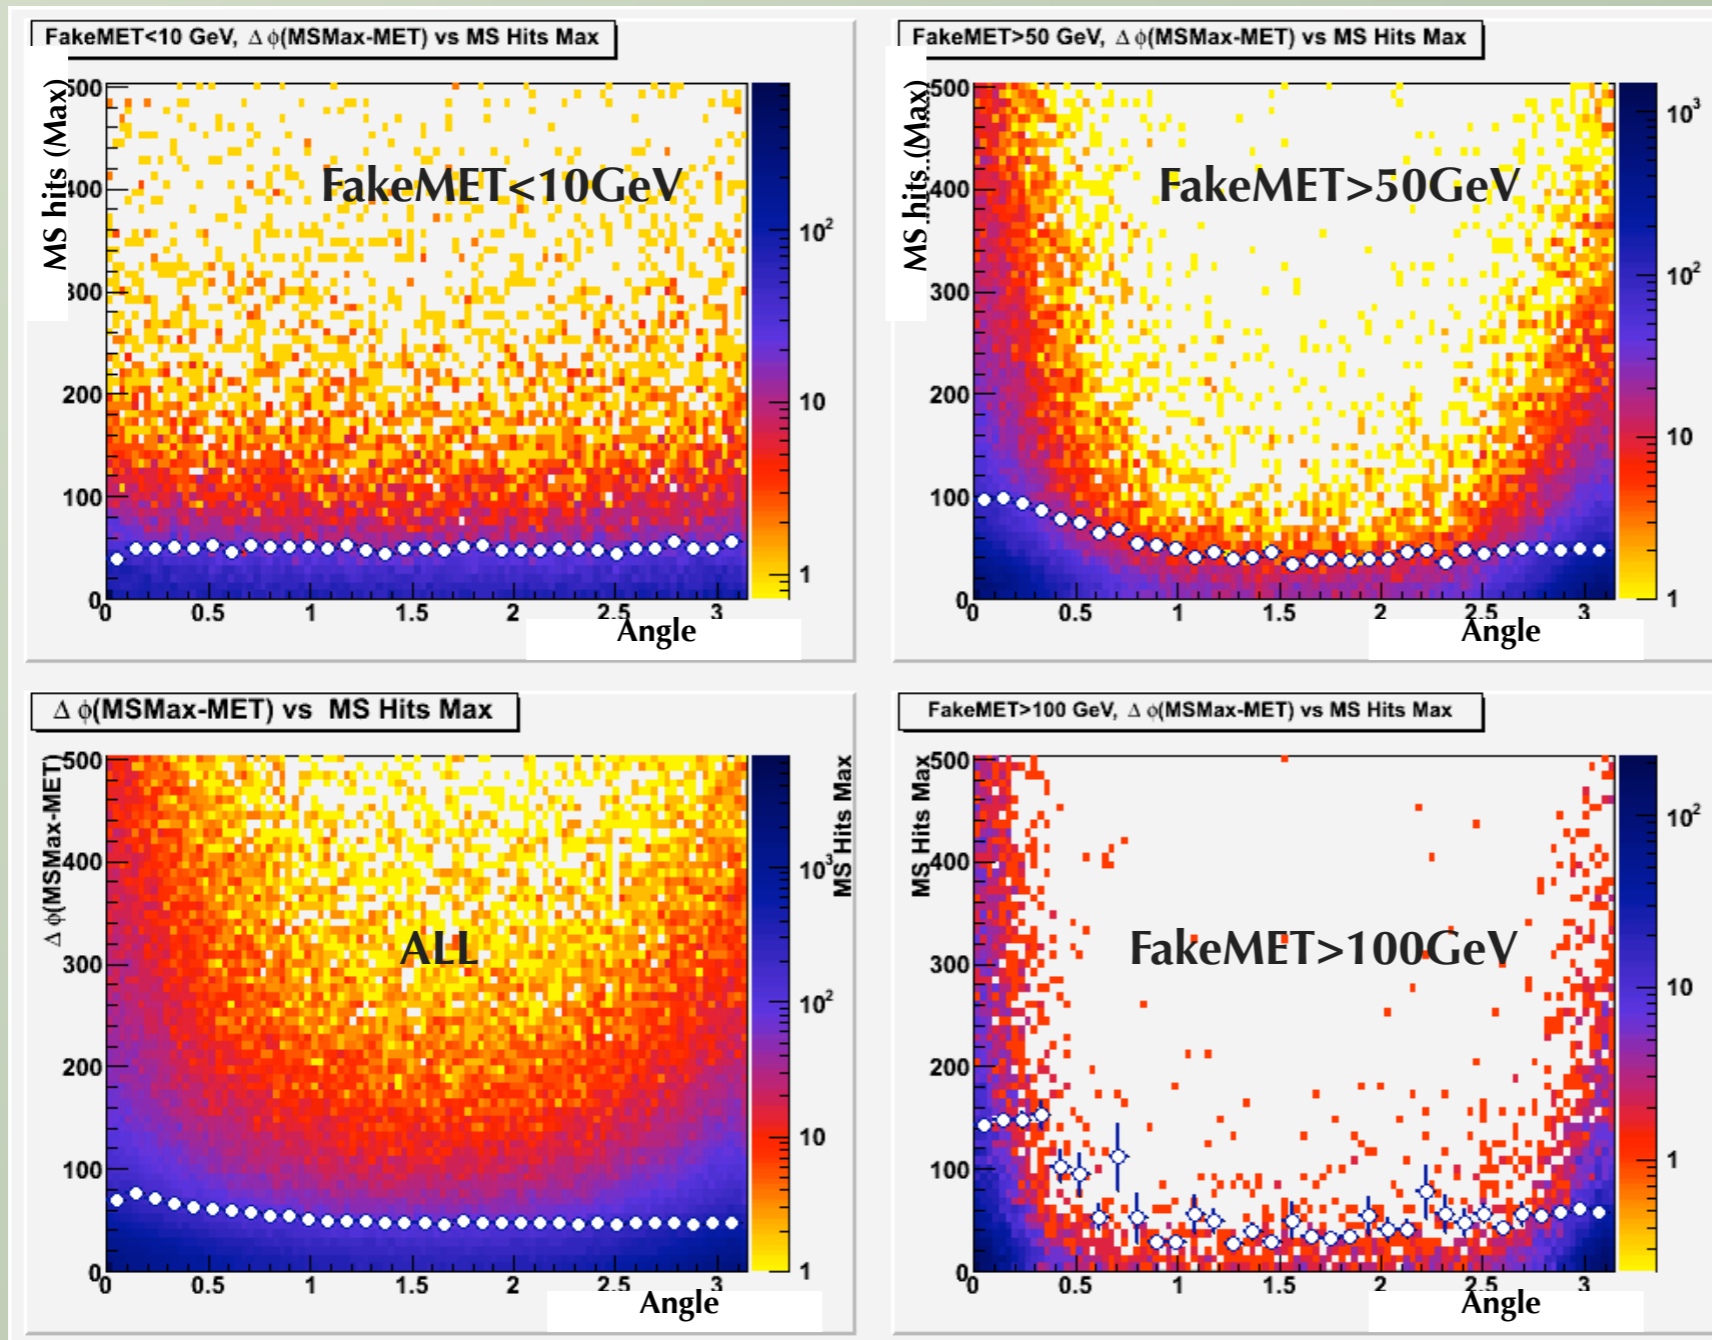 FakeMET<10 GeV, Δ ϕ(MSMax-MET) vs MS Hits Max
MS hits (Max)
500
400
300
200
100
0
FakeMET<10GeV
0.5 1 1.5 2 2.5 3
Angle
10²
10
1
FakeMET>50 GeV, Δ ϕ(MSMax-MET) vs MS Hits Max
MS hits (Max)
500
400
300
200
100
0
FakeMET>50GeV
0 0.5 1 1.5 2 2.5 3
Angle
10³
10²
10
1
Δ ϕ(MSMax-MET) vs MS Hits Max
Δ ϕ(MSMax-MET)
500
400
300
200
100
0
ALL
0 0.5 1 1.5 2 2.5 3
Angle
10³
10²
10
1
FakeMET>100 GeV, Δ ϕ(MSMax-MET) vs MS Hits Max
MS Hits Max
MS Hits Max
500
400
300
200
100
0
FakeMET>100GeV
0 0.5 1 1.5 2 2.5 3
Angle
10²
10
1